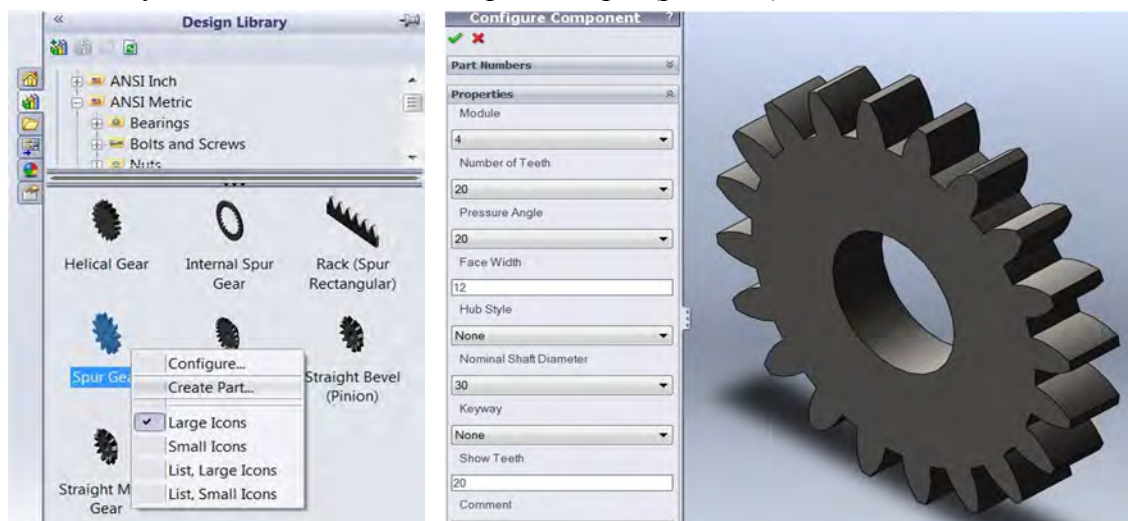 Design Library
ANSI Inch
ANSI Metric
Bearings
Bolts and Screws
Nuts
Helical Gear
Internal Spur
Gear
Rack (Spur
Rectangular)
Spur Gea
Configure...
Create Part...
Large Icons
Small Icons
List, Large Icons
List, Small Icons
Straight Bevel
(Pinion)
Straight M
Gear
Configure Component ?
Part Numbers
Properties
Module
4
Number of Teeth
20
Pressure Angle
20
Face Width
12
Hub Style
None
Nominal Shaft Diameter
30
Keyway
None
Show Teeth
20
Comment